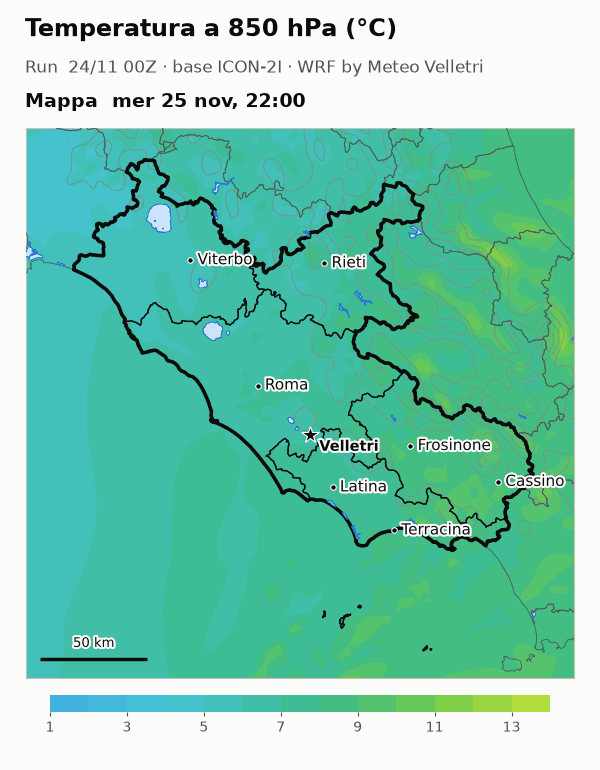 Temperatura a 850 hPa (°C)
Run  24/11 00Z · base ICON-2I · WRF by Meteo Velletri
Mappa  mer 25 nov, 22:00
Viterbo
Rieti
Roma
Velletri
Frosinone
Latina
Cassino
Terracina
50 km
1 3 5 7 9 11 13